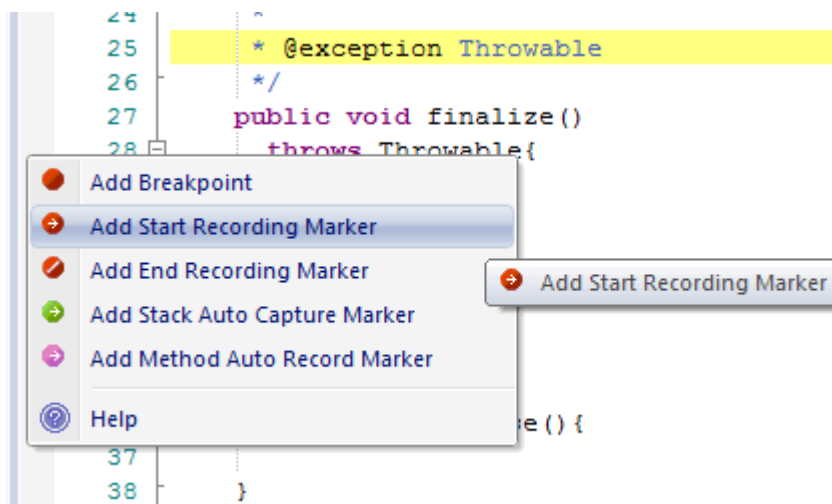 24 *
25 * @exception Throwable
26 */
27 public void finalize()
28 throws Throwable{
Add Breakpoint
Add Start Recording Marker
Add End Recording Marker
Add Start Recording Marker
Add Stack Auto Capture Marker
Add Method Auto Record Marker
Help
e(){
37
38 }